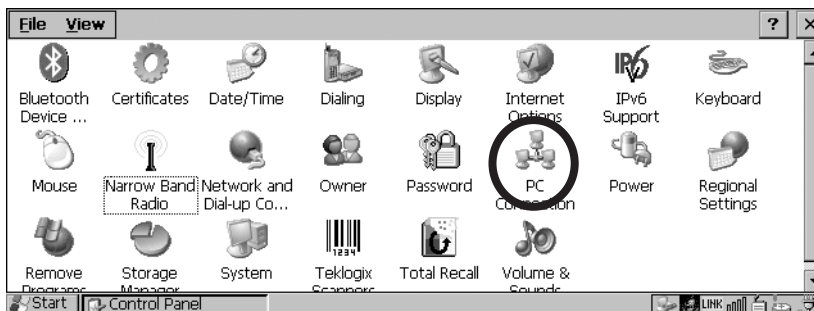 File View ?
Bluetooth Certificates Date/Time Dialing Display Internet IPv6 Keyboard
Device ... Options Support
Mouse Narrow Band Network and Owner Password PC Power Regional
Radio Dial-up Co... Connection Settings
1234
Remove Storage System Teklogix Total Recall Volume &
Programs Manager Scanners Sounds
Start Control Panel LINK